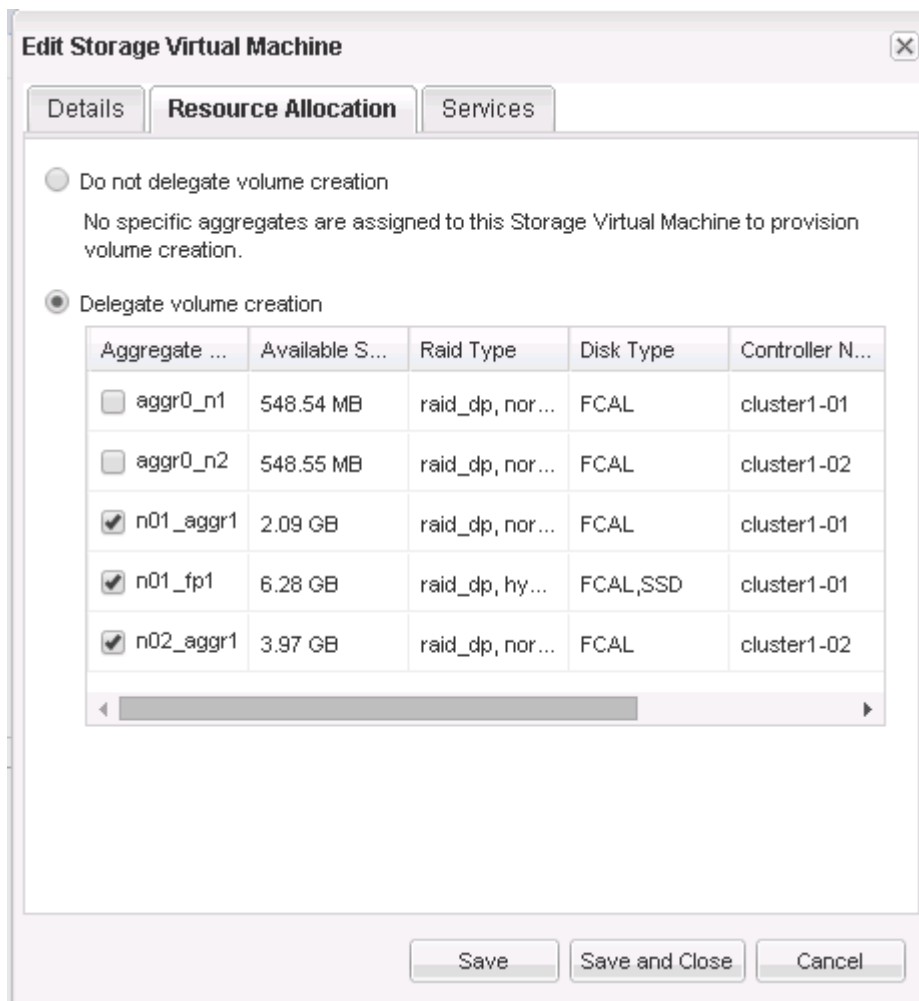 Edit Storage Virtual Machine
Details Resource Allocation Services
Do not delegate volume creation
No specific aggregates are assigned to this Storage Virtual Machine to provision
volume creation.
Delegate volume creation
Aggregate ... Available S... Raid Type Disk Type Controller N...
aggr0_n1 548.54 MB raid_dp, nor... FCAL cluster1-01
aggr0_n2 548.55 MB raid_dp, nor... FCAL cluster1-02
n01_aggr1 2.09 GB raid_dp, nor... FCAL cluster1-01
n01_fp1 6.28 GB raid_dp, hy... FCAL,SSD cluster1-01
n02_aggr1 3.97 GB raid_dp, nor... FCAL cluster1-02
Save Save and Close Cancel